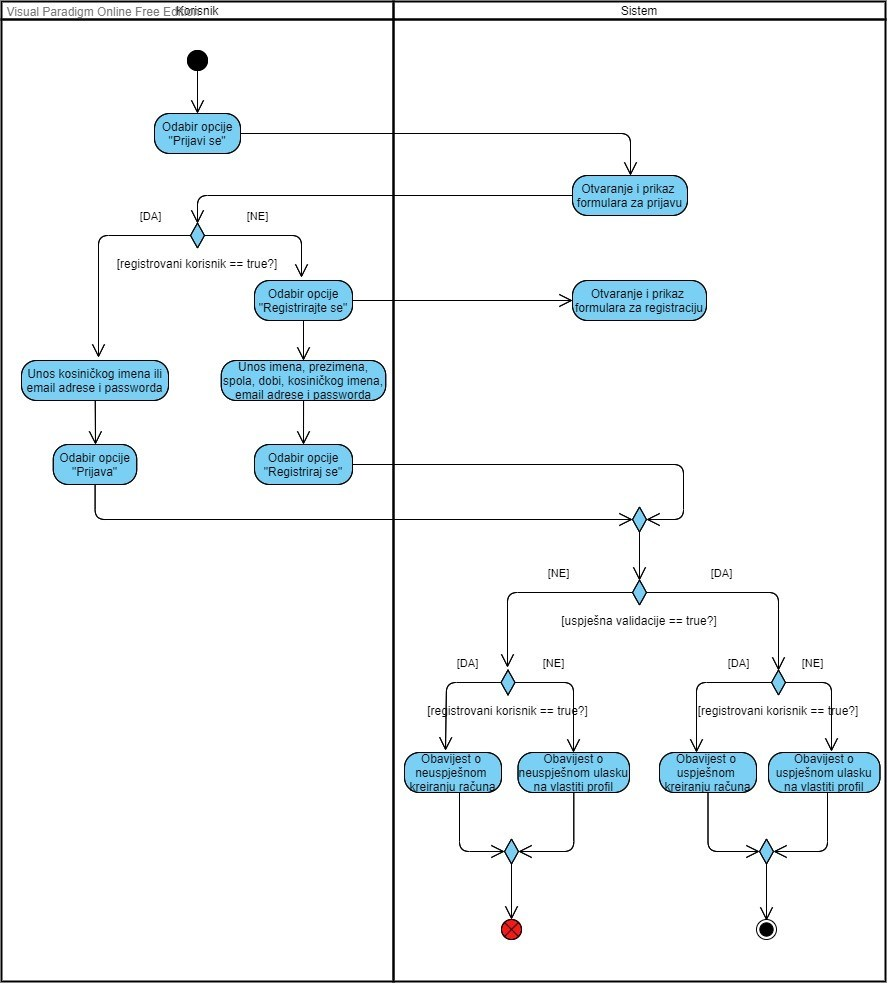 Visual Paradigm Online Free Edition
Korisnik
Sistem
Odabir opcije
"Prijavi se"
Otvaranje i prikaz
formulara za prijavu
[DA]
[NE]
[registrovani korisnik == true?]
Odabir opcije
"Registrirajte se"
Otvaranje i prikaz
formulara za registraciju
Unos kosiničkog imena ili
email adrese i passworda
Unos imena, prezimena,
spola, dobi, kosiničkog imena,
email adrese i passworda
Odabir opcije
"Prijava"
Odabir opcije
"Registriraj se"
[NE]
[DA]
[uspješna validacije == true?]
[DA]
[NE]
[DA]
[NE]
[registrovani korisnik == true?]
[registrovani korisnik == true?]
Obavijest o
neuspješnom
kreiranju računa
Obavijest o
neuspješnom ulasku
na vlastiti profil
Obavijest o
uspješnom
kreiranju računa
Obavijest o
uspješnom ulasku
na vlastiti profil